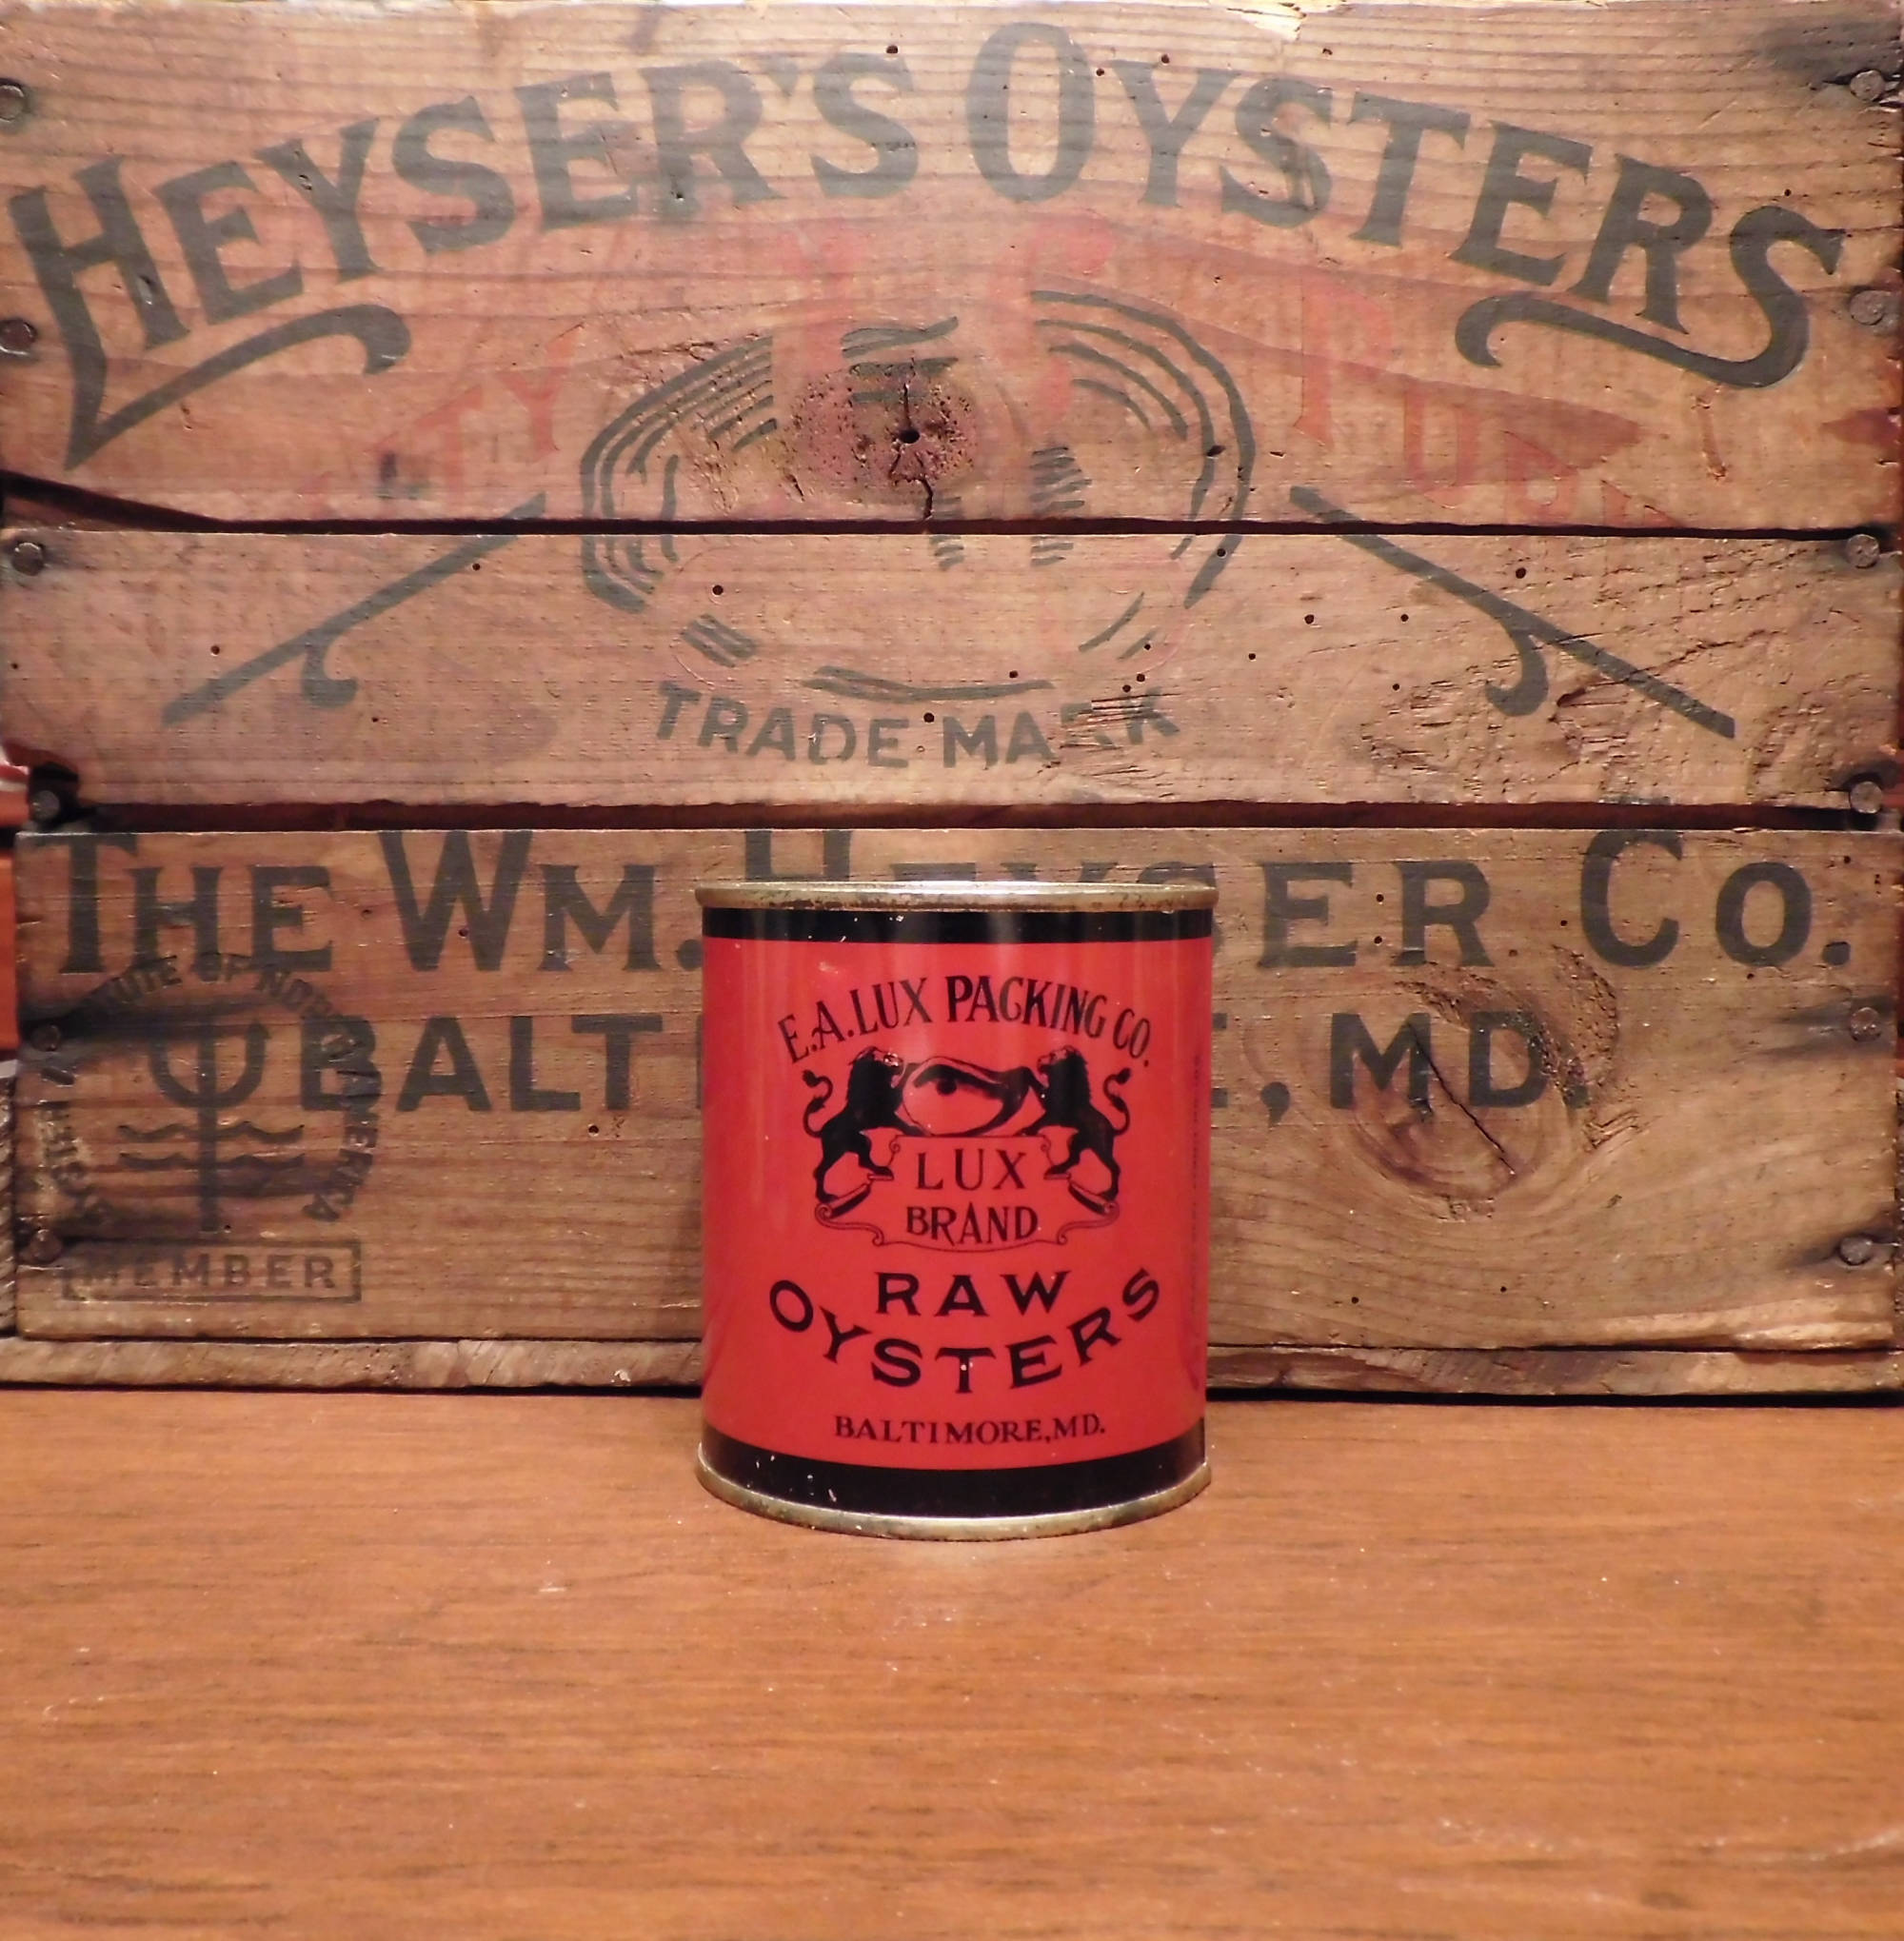 HEYSER'S OYSTERS
TRADE MARK
THE WM. HEYSER CO.
MD.
MEMBER
E.A.LUX PACKING CO.
LUX
BRAND
RAW
OYSTERS
BALTIMORE,MD.